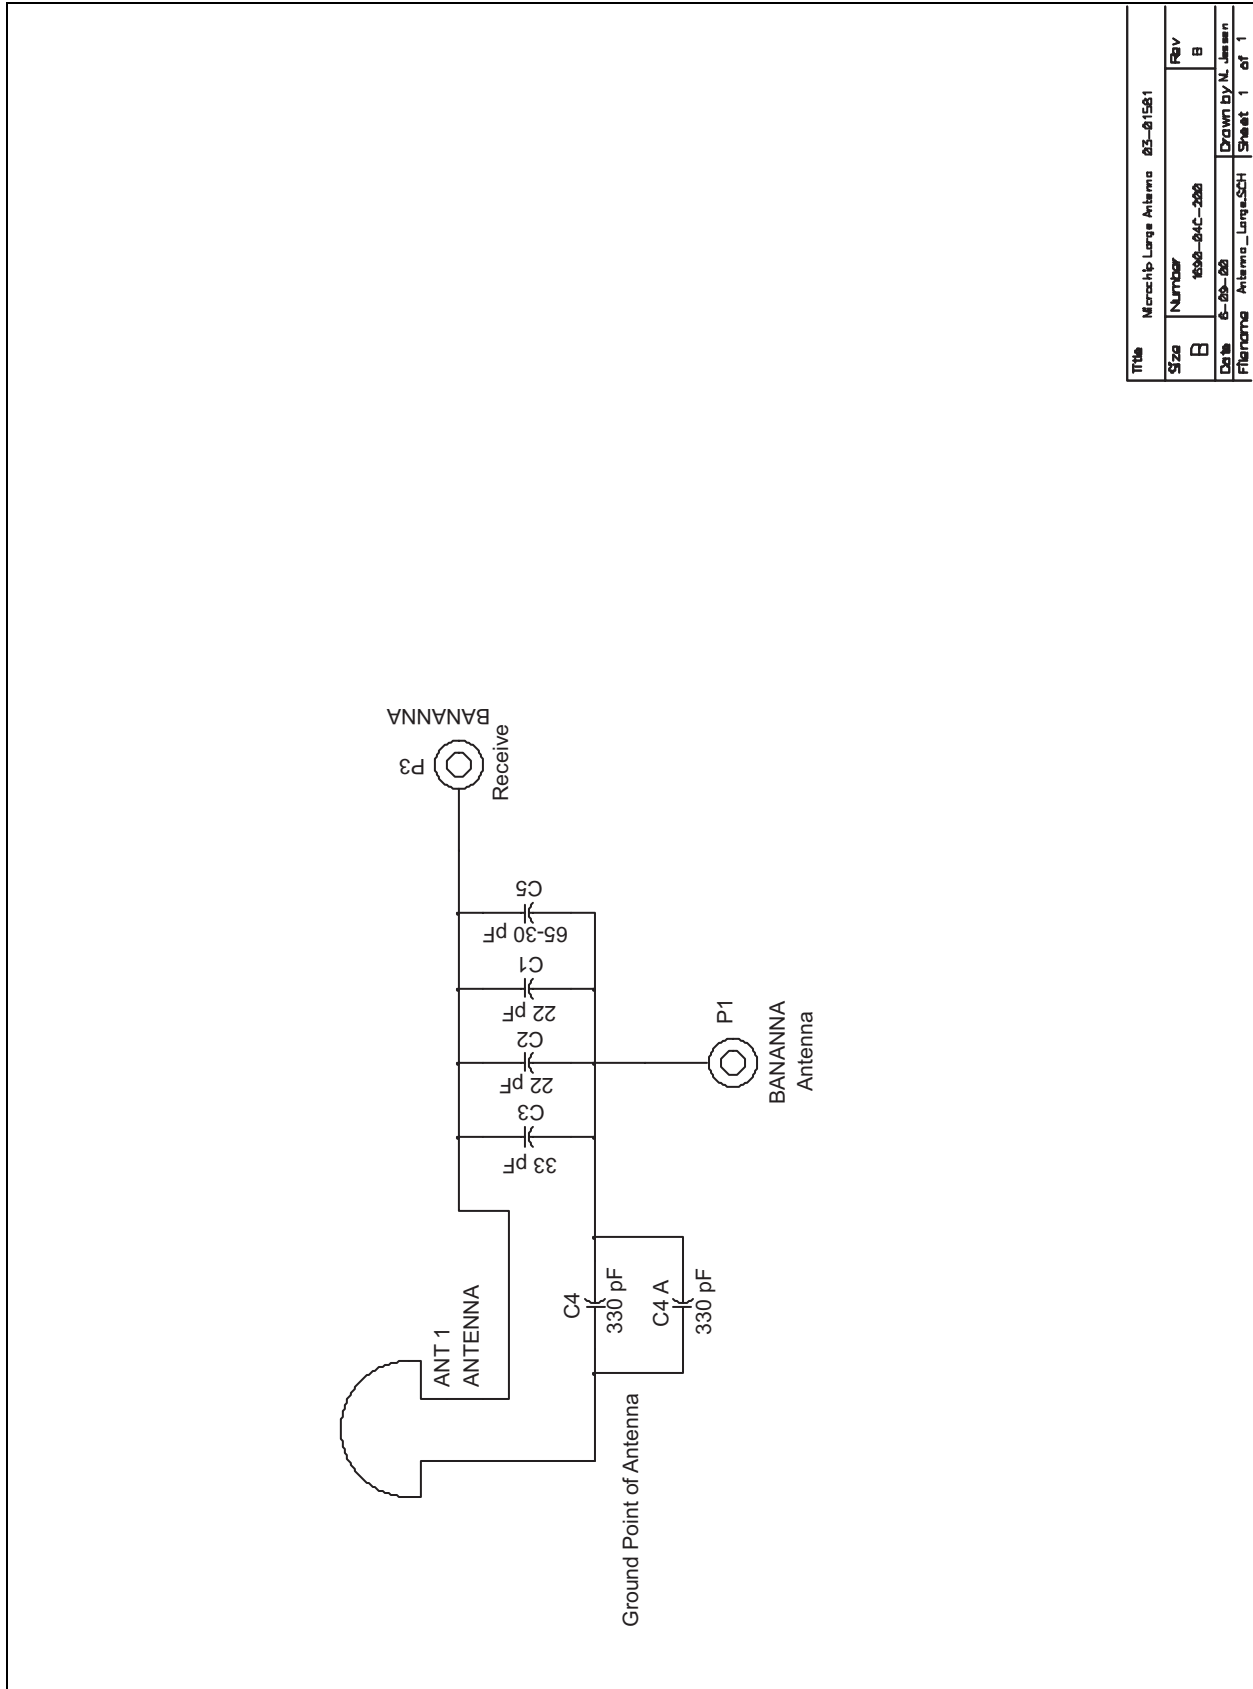 BANANNA
P3
Receive
C5
65-30 pF
C1
22 pF
C2
22 pF
C3
33 pF
P1
BANANNA
Antenna
ANT 1
ANTENNA
C4
330 pF
C4 A
330 pF
Ground Point of Antenna
Title
Microchip Large Antenna 03-01581
Size
B
Number
1690-04C-200
Rev
B
Date 6-09-00
Drawn by N. Jessen
Filename Antenna_Large.SCH
Sheet 1 of 1